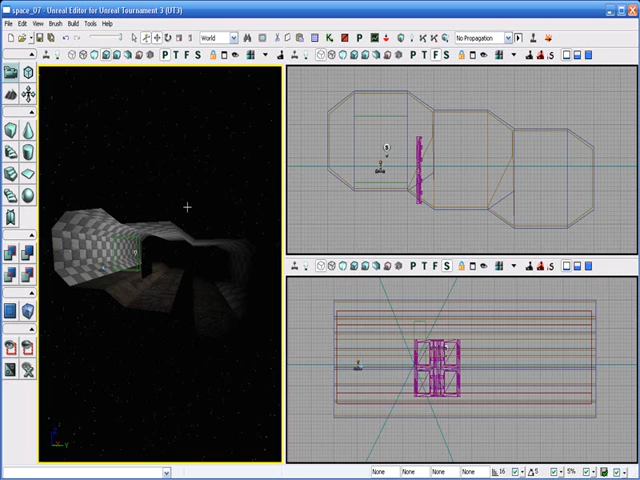 space_07 - Unreal Editor for Unreal Tournament 3 (UT3)
File Edit View Brush Build Tools Help
World K P No Propagation
P T F S
P T F S
P T F S
Z Y
None None None None 16 5 5%